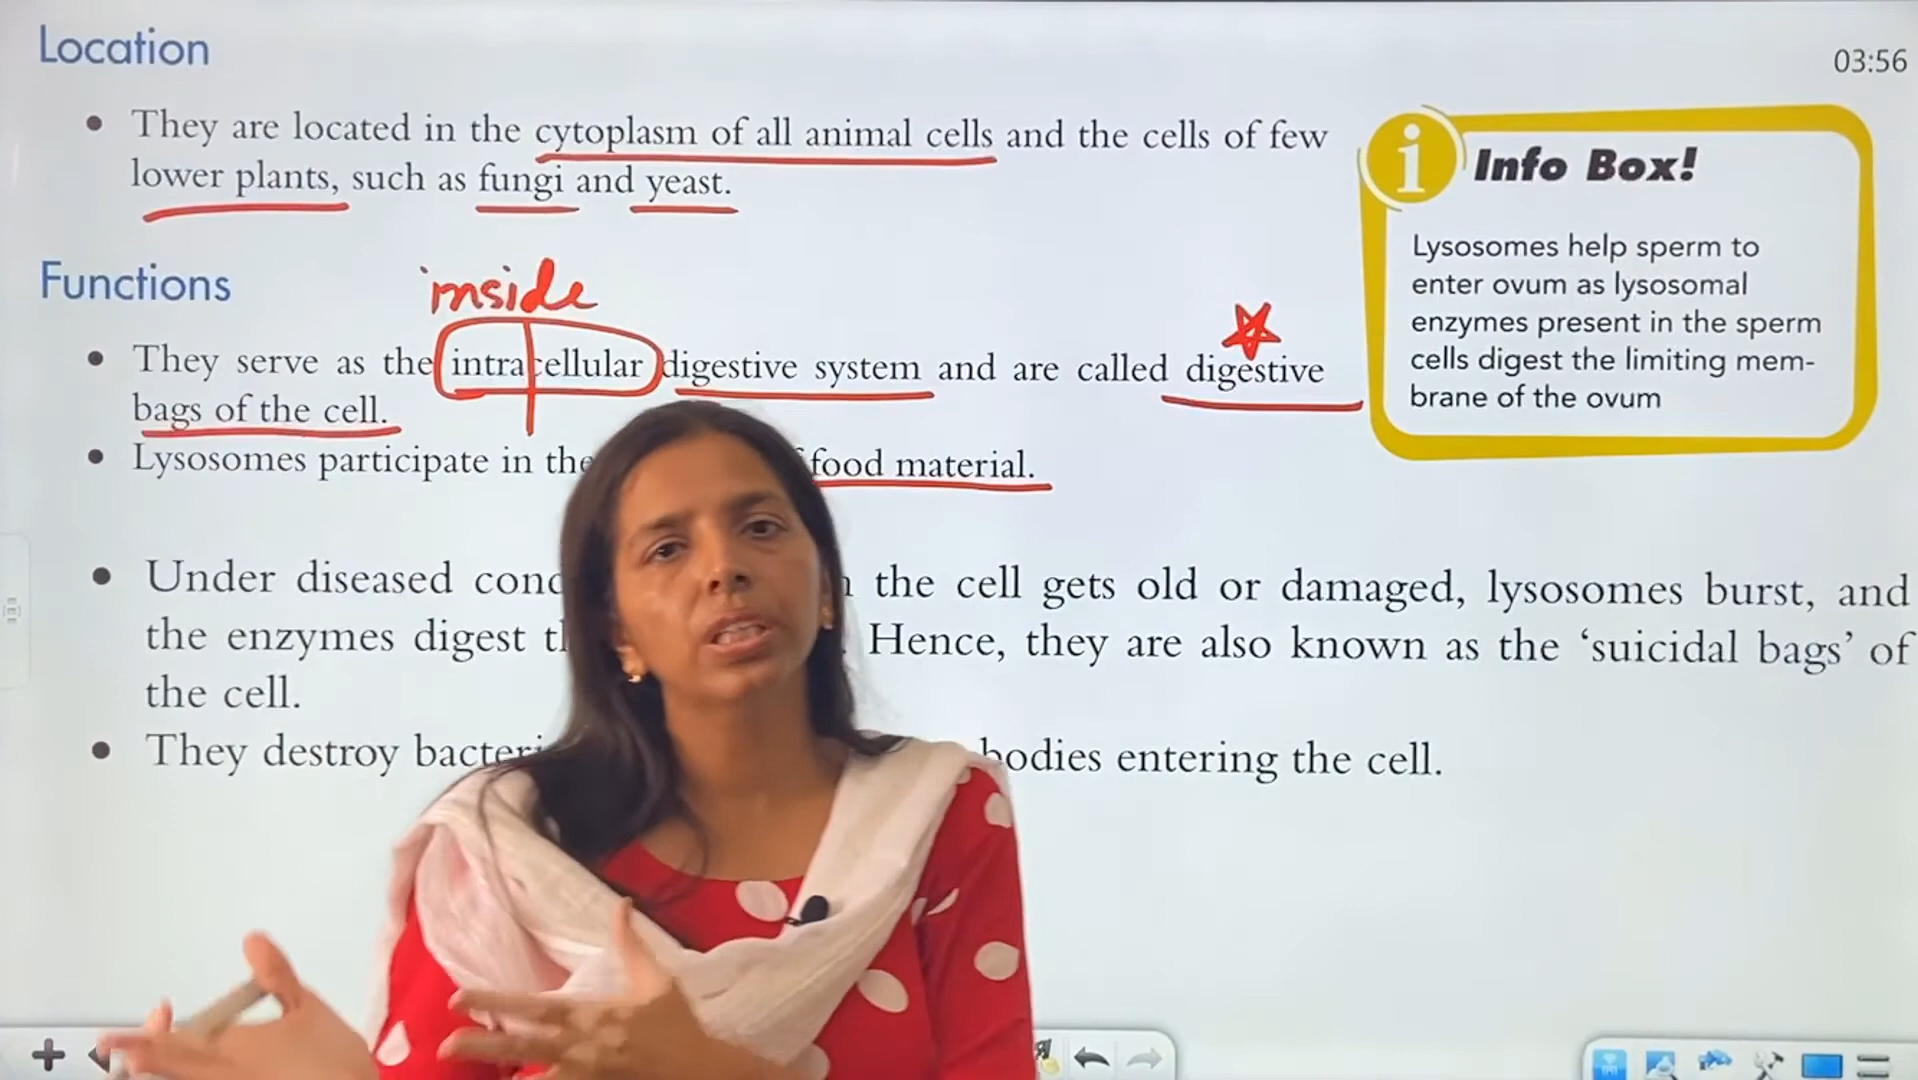 Location
03:56
They are located in the cytoplasm of all animal cells and the cells of few
lower plants, such as fungi and yeast.
Info Box!
Lysosomes help sperm to
enter ovum as lysosomal
enzymes present in the sperm
cells digest the limiting mem-
brane of the ovum
Functions
inside
They serve as the intracellular digestive system and are called digestive
bags of the cell.
Lysosomes participate in the food material.
Under diseased the cell gets old or damaged, lysosomes burst, and
the enzymes digest Hence, they are also known as the ‘suicidal bags’ of
the cell.
They destroy bodies entering the cell.